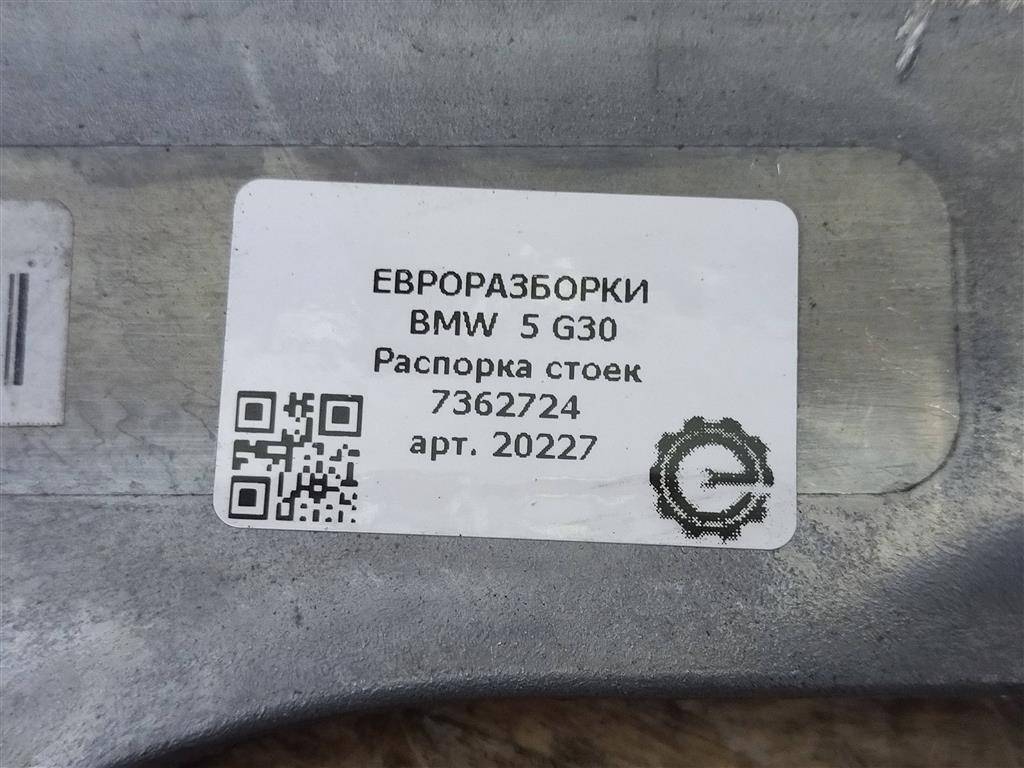 ЕВРОРАЗБОРКИ
BMW 5 G30
Распорка стоек
7362724
арт. 20227